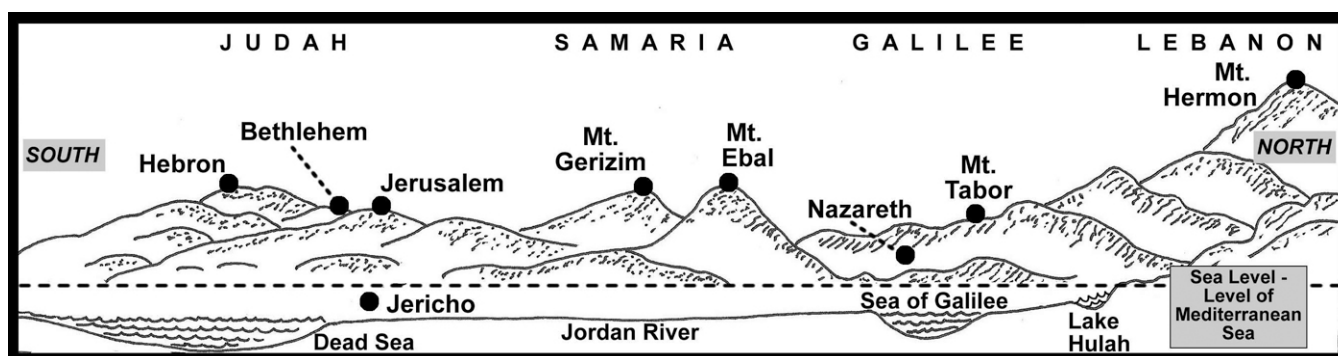 JUDAH
SAMARIA
GALILEE
LEBANON
Mt.
Hermon
Bethlehem
Mt.
Gerizim
Mt.
Ebal
SOUTH
NORTH
Hebron
Jerusalem
Mt.
Tabor
Nazareth
Jericho
Sea of Galilee
Sea Level -
Level of
Mediterranean
Sea
Dead Sea
Jordan River
Lake
Hulah